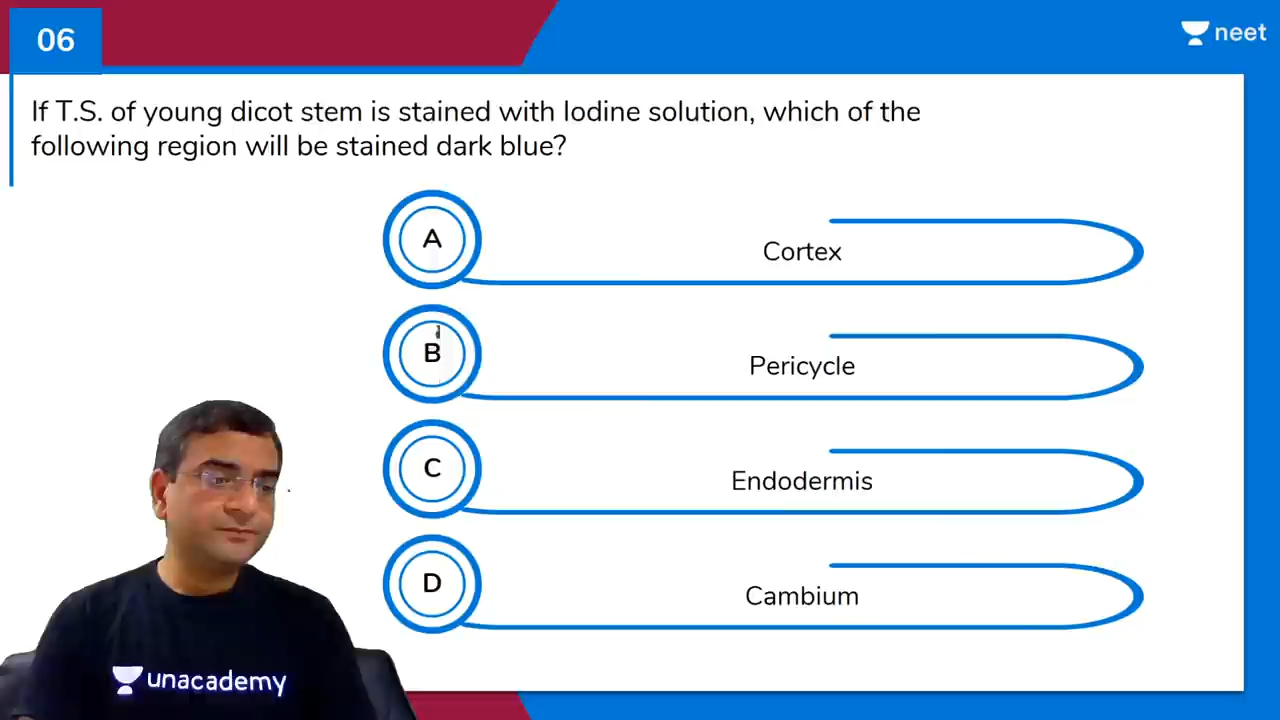 06
neet
If T.S. of young dicot stem is stained with Iodine solution, which of the
following region will be stained dark blue?
A
Cortex
B
Pericycle
C
Endodermis
D
Cambium
unacademy